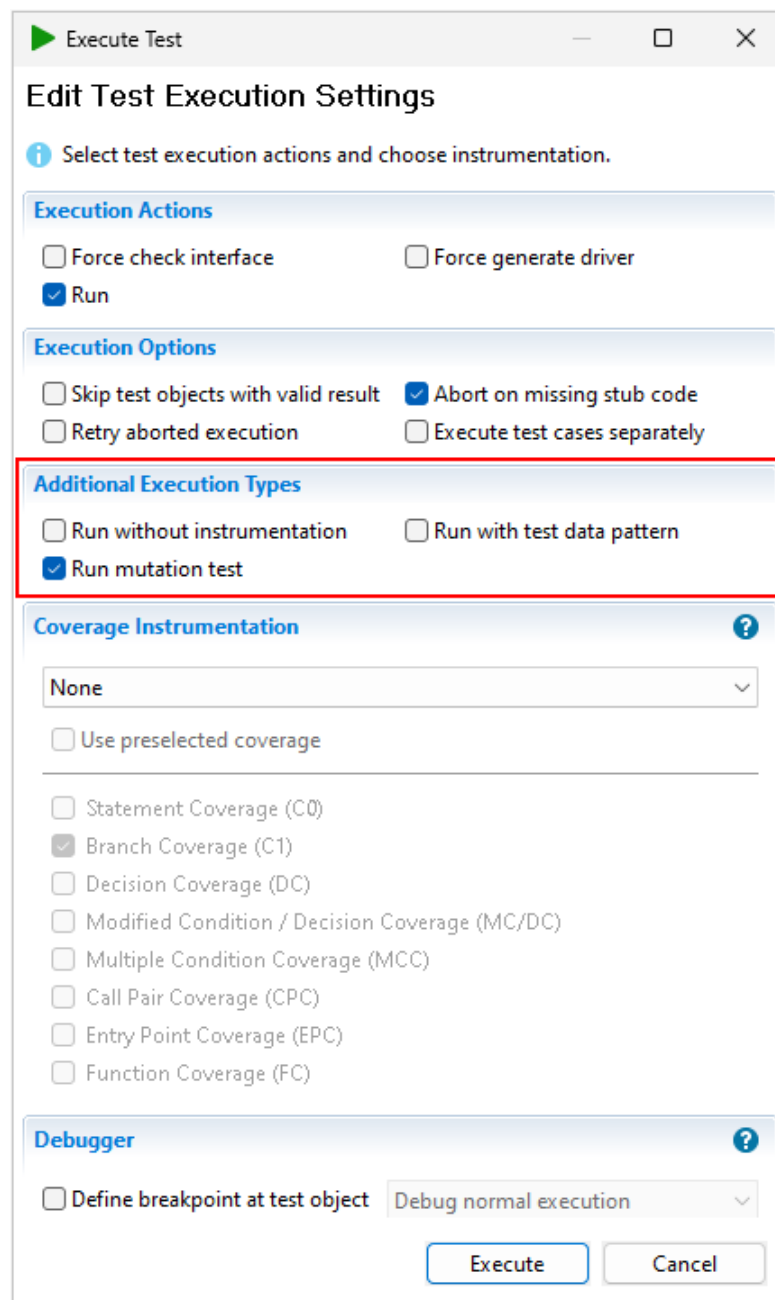 Execute Test
Edit Test Execution Settings
Select test execution actions and choose instrumentation.
Execution Actions
Force check interface
Force generate driver
Run
Execution Options
Skip test objects with valid result
Abort on missing stub code
Retry aborted execution
Execute test cases separately
Additional Execution Types
Run without instrumentation
Run with test data pattern
Run mutation test
Coverage Instrumentation
None
Use preselected coverage
Statement Coverage (C0)
Branch Coverage (C1)
Decision Coverage (DC)
Modified Condition / Decision Coverage (MC/DC)
Multiple Condition Coverage (MCC)
Call Pair Coverage (CPC)
Entry Point Coverage (EPC)
Function Coverage (FC)
Debugger
Define breakpoint at test object
Debug normal execution
Execute
Cancel